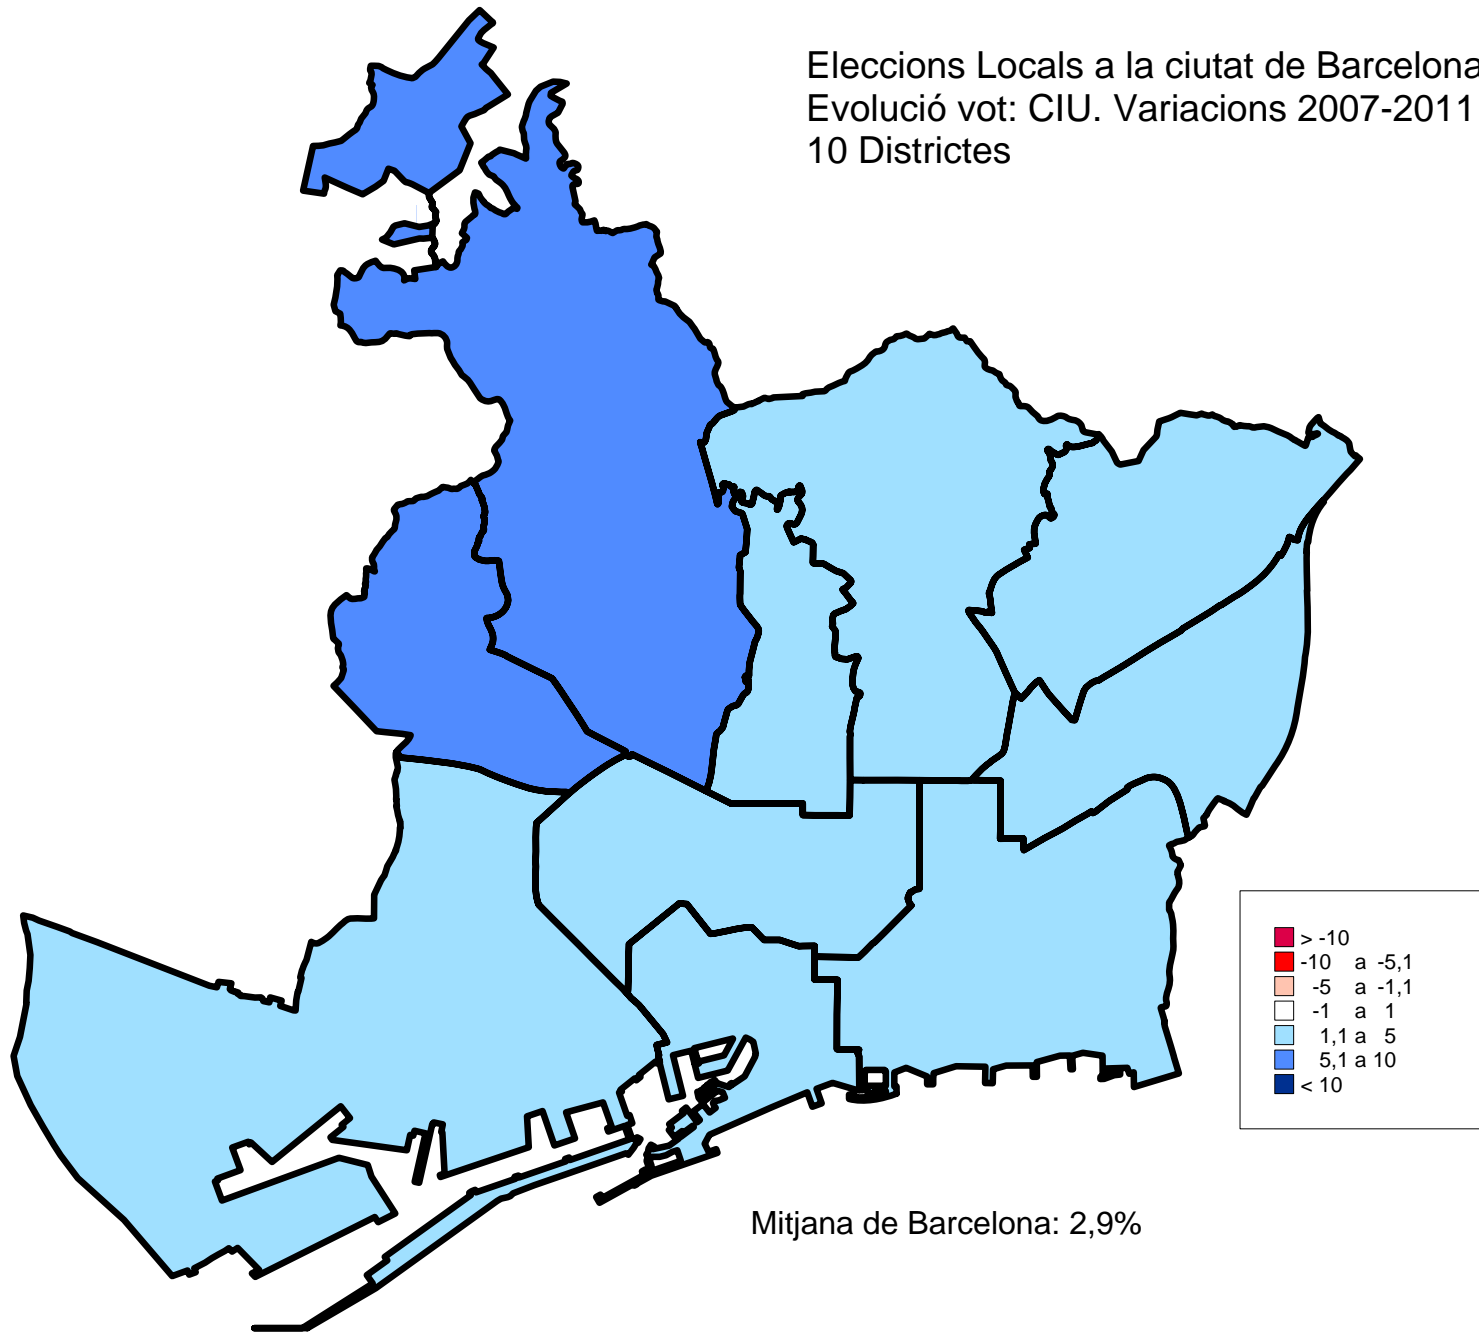 Eleccions Locals a la ciutat de Barcelona
Evolució vot: CIU. Variacions 2007-2011
10 Districtes
> -10
-10 a -5,1
-5 a -1,1
-1 a 1
1,1 a 5
5,1 a 10
< 10
Mitjana de Barcelona: 2,9%